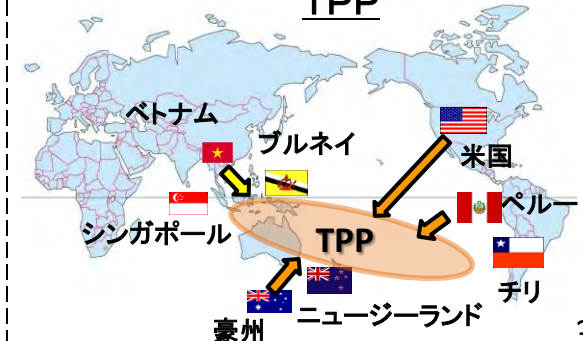 TPP
ベトナム
ブルネイ
米国
ペルー
シンガポール
TPP
チリ
ニュージーランド
豪州